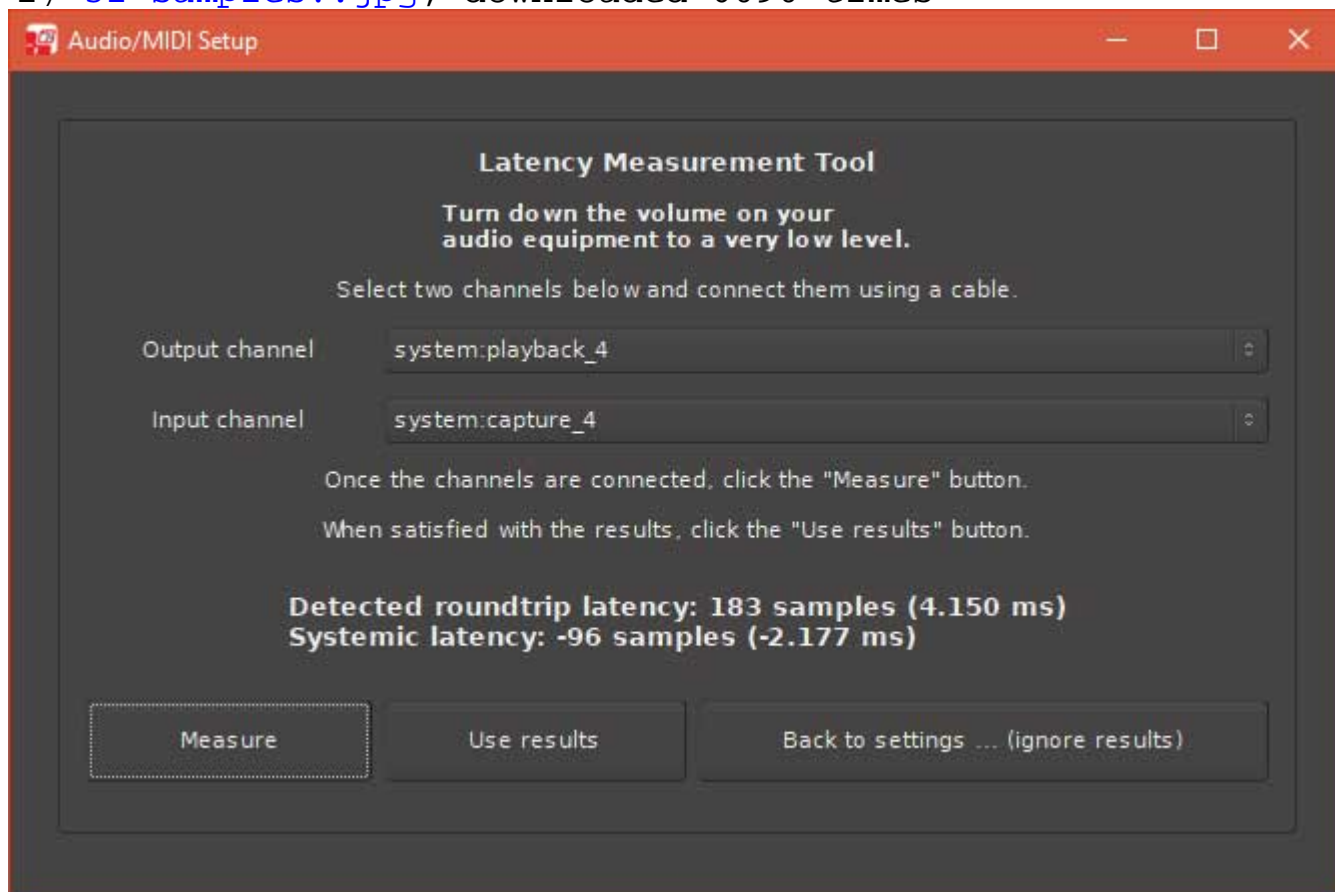 Audio/MIDI Setup
Latency Measurement Tool
Turn down the volume on your
audio equipment to a very low level.
Select two channels below and connect them using a cable.
Output channel system:playback_4
Input channel system:capture_4
Once the channels are connected, click the "Measure" button.
When satisfied with the results, click the "Use results" button.
Detected roundtrip latency: 183 samples (4.150 ms)
Systemic latency: -96 samples (-2.177 ms)
Measure Use results Back to settings ... (ignore results)